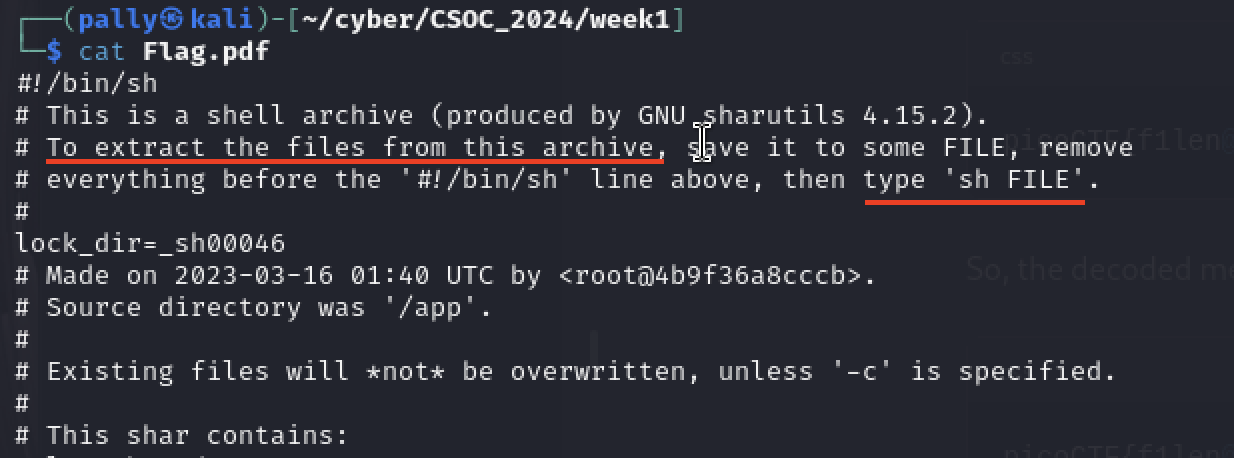 ┌──(pally㉿kali)-[~/cyber/CSOC_2024/week1]
└─$ cat Flag.pdf
#!/bin/sh
# This is a shell archive (produced by GNU sharutils 4.15.2).
# To extract the files from this archive, save it to some FILE, remove
# everything before the '#!/bin/sh' line above, then type 'sh FILE'.
#
lock_dir=_sh00046
# Made on 2023-03-16 01:40 UTC by <root@4b9f36a8cccb>.
# Source directory was '/app'.
#
# Existing files will *not* be overwritten, unless '-c' is specified.
#
# This shar contains:
css
picoCTF{f1len@
So, the decoded me
picoCTF{f1len@